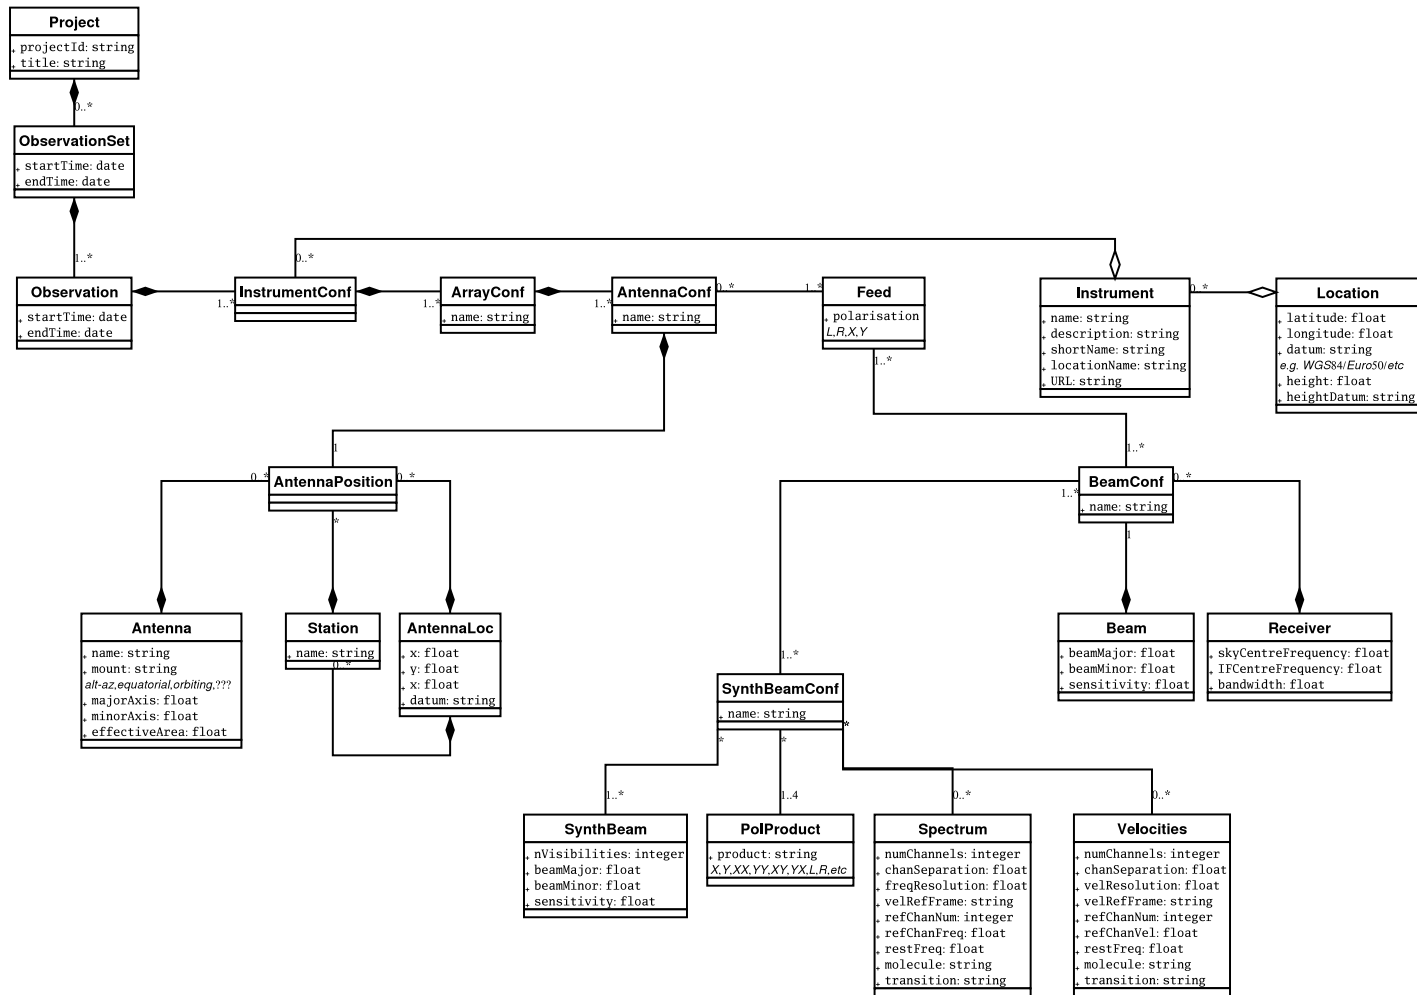 Project
+ projectId: string
+ title: string
0..*
ObservationSet
+ startTime: date
+ endTime: date
1..*
Observation
+ startTime: date
+ endTime: date
1..*
0..*
InstrumentConf
1..*
ArrayConf
+ name: string
1..*
AntennaConf
+ name: string
0..*
1..*
Feed
+ polarisation
L,R,X,Y
1..*
Instrument
+ name: string
+ description: string
+ shortName: string
+ locationName: string
+ URL: string
0..*
Location
+ latitude: float
+ longitude: float
+ datum: string
e.g. WGS84/Euro50/etc
+ height: float
+ heightDatum: string
1
0..*
AntennaPosition
0..*
*
1..*
BeamConf
+ name: string
1..*
0..*
1
Antenna
+ name: string
+ mount: string
alt-az,equatorial,orbiting,???
+ majorAxis: float
+ minorAxis: float
+ effectiveArea: float
Station
+ name: string
0..*
AntennaLoc
+ x: float
+ y: float
+ x: float
+ datum: string
Beam
+ beamMajor: float
+ beamMinor: float
+ sensitivity: float
Receiver
+ skyCentreFrequency: float
+ IFCentreFrequency: float
+ bandwidth: float
1..*
SynthBeamConf
+ name: string
*
*
*
1..*
1..4
0..*
0..*
SynthBeam
+ nVisibilities: integer
+ beamMajor: float
+ beamMinor: float
+ sensitivity: float
PolProduct
+ product: string
X,Y,XX,YY,XY,YX,L,R,etc
Spectrum
+ numChannels: integer
+ chanSeparation: float
+ freqResolution: float
+ velRefFrame: string
+ refChanNum: integer
+ refChanFreq: float
+ restFreq: float
+ molecule: string
+ transition: string
Velocities
+ numChannels: integer
+ chanSeparation: float
+ velResolution: float
+ velRefFrame: string
+ refChanNum: integer
+ refChanVel: float
+ restFreq: float
+ molecule: string
+ transition: string